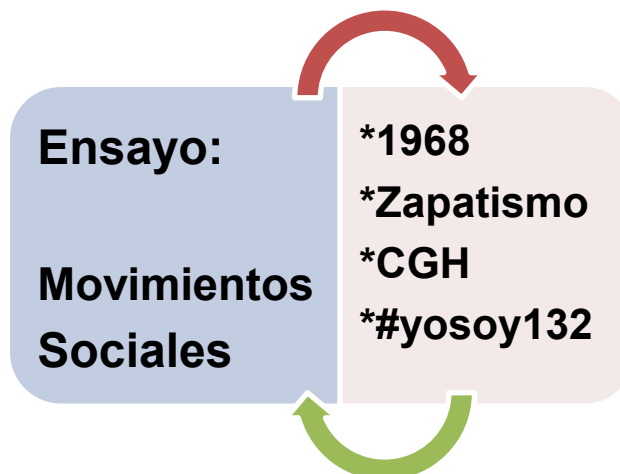 Ensayo:
Movimientos
Sociales
*1968
*Zapatismo
*CGH
*#yosoy132